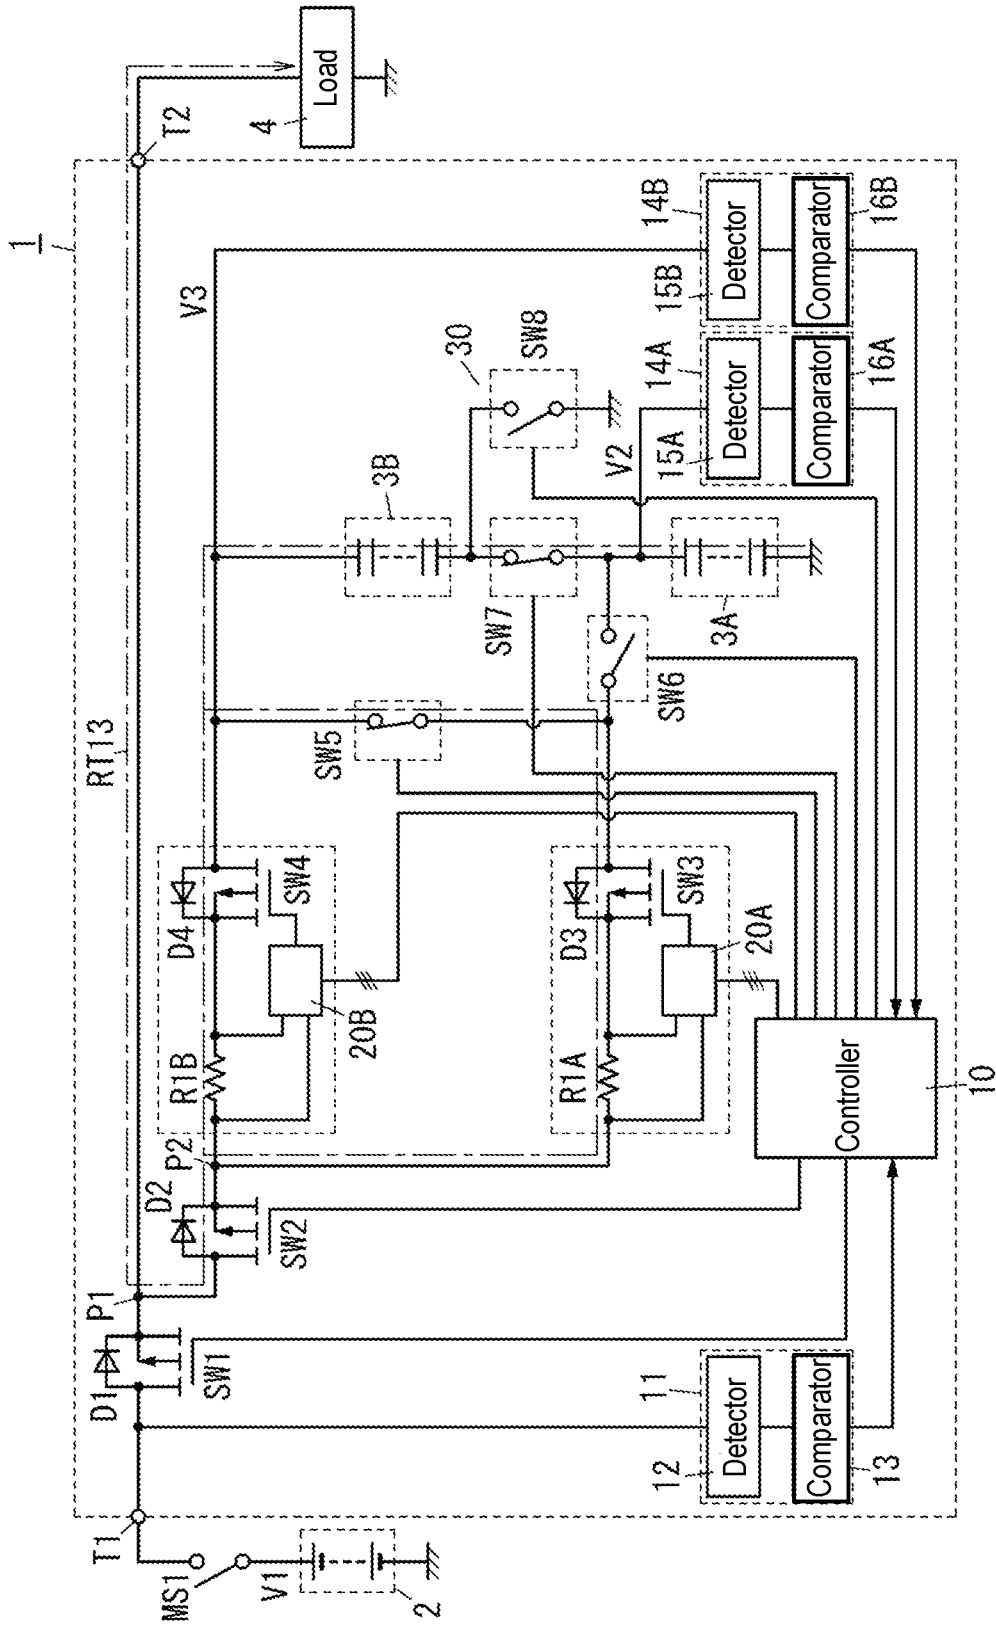 1
RT13
T1
MS1
V1
2
D1
SW1
P1
D2
SW2
P2
R1B
D4
SW4
20B
R1A
D3
SW3
20A
SW5
SW6
SW7
3B
3A
30
SW8
V2
V3
T2
4
Load
11
12
Detector
Comparator
13
Controller
10
14A
15A
Detector
Comparator
16A
14B
15B
Detector
Comparator
16B